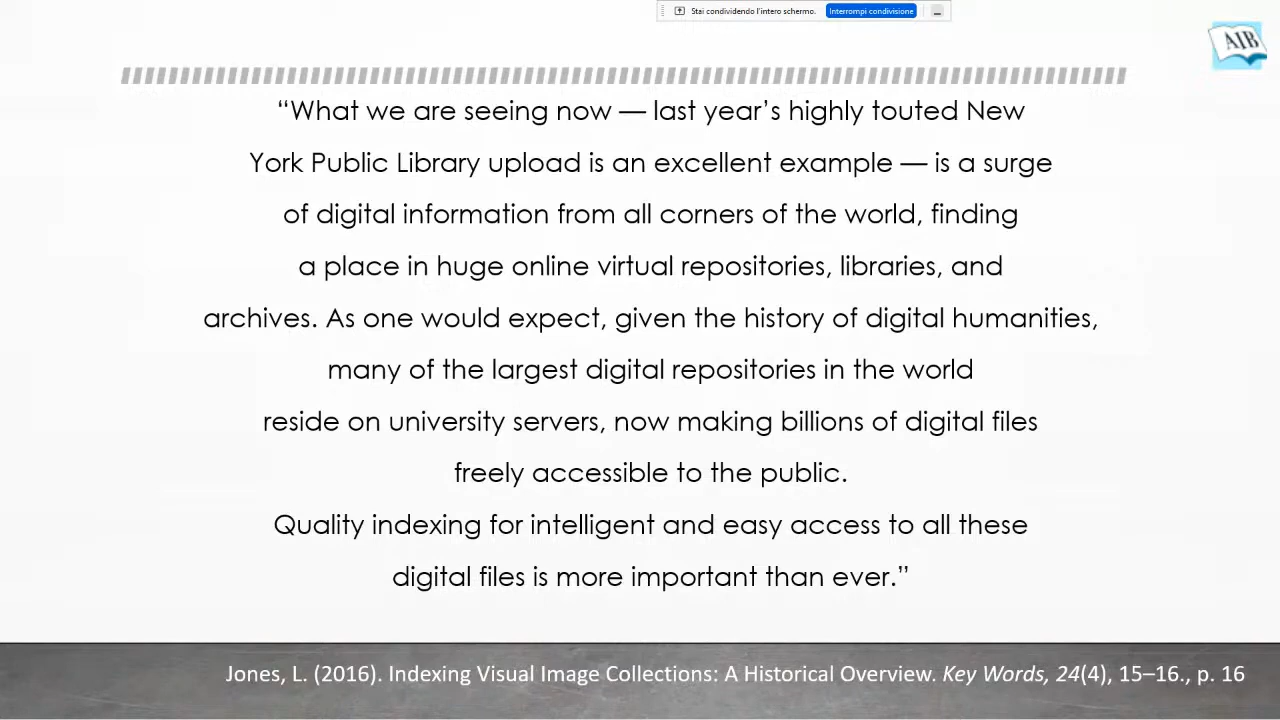 Stai condividendo l'intero schermo. Interrompi condivisione
AIB
“What we are seeing now — last year’s highly touted New
York Public Library upload is an excellent example — is a surge
of digital information from all corners of the world, finding
a place in huge online virtual repositories, libraries, and
archives. As one would expect, given the history of digital humanities,
many of the largest digital repositories in the world
reside on university servers, now making billions of digital files
freely accessible to the public.
Quality indexing for intelligent and easy access to all these
digital files is more important than ever.”
Jones, L. (2016). Indexing Visual Image Collections: A Historical Overview. Key Words, 24(4), 15–16., p. 16